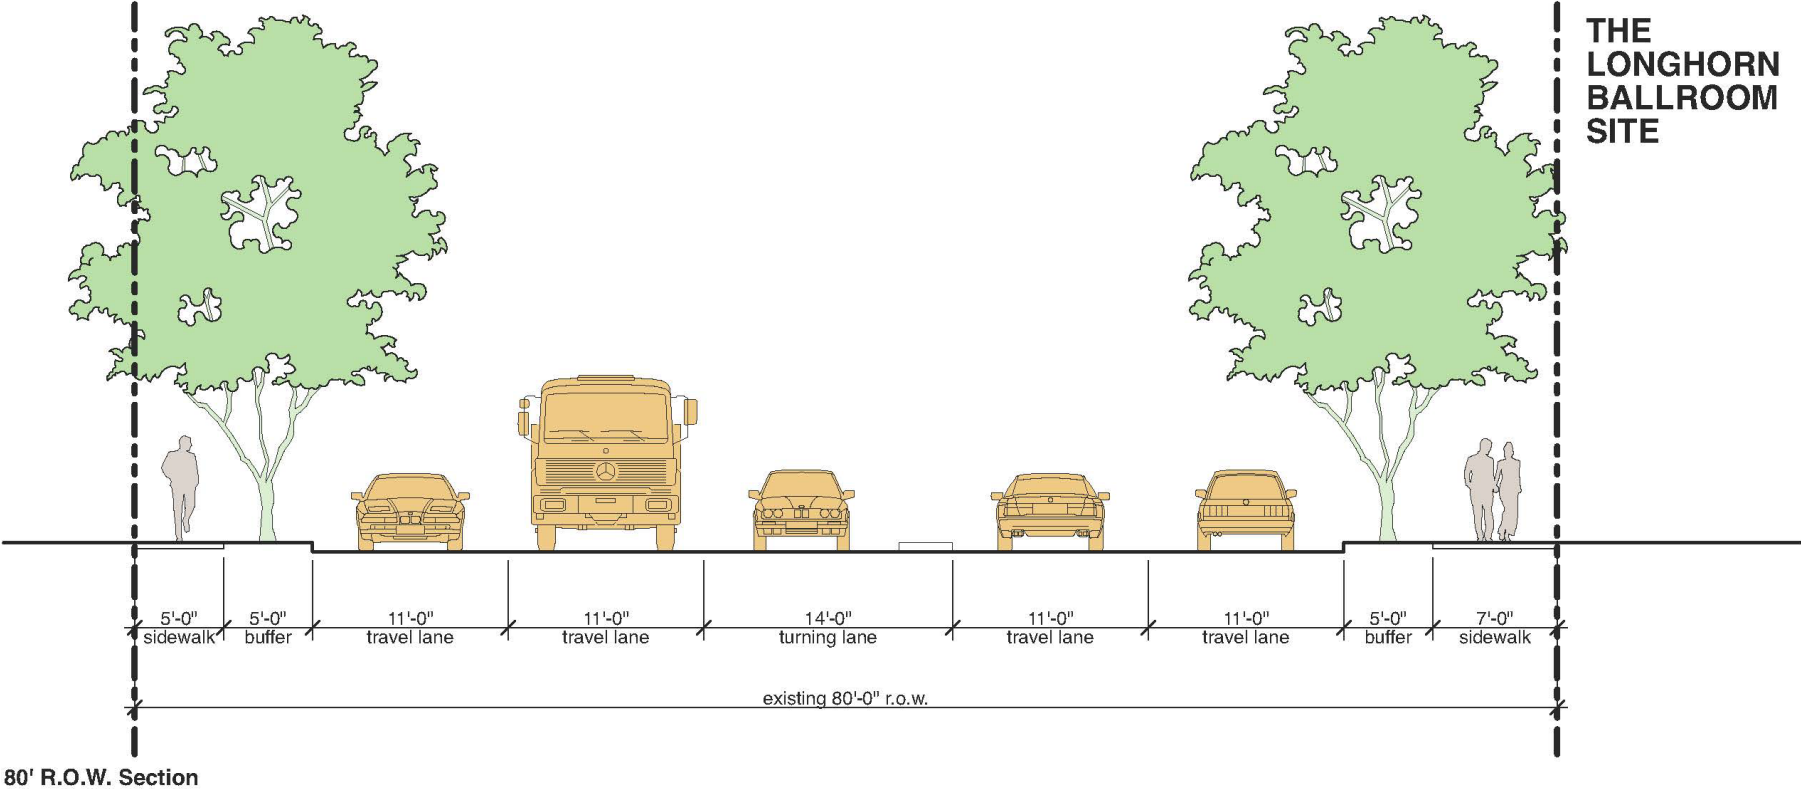 THE
LONGHORN
BALLROOM
SITE
5'-0" 5'-0" 11'-0" 11'-0" 14'-0" 11'-0" 11'-0" 5'-0" 7'-0"
sidewalk buffer travel lane travel lane turning lane travel lane travel lane buffer sidewalk
existing 80'-0" r.o.w.
80' R.O.W. Section